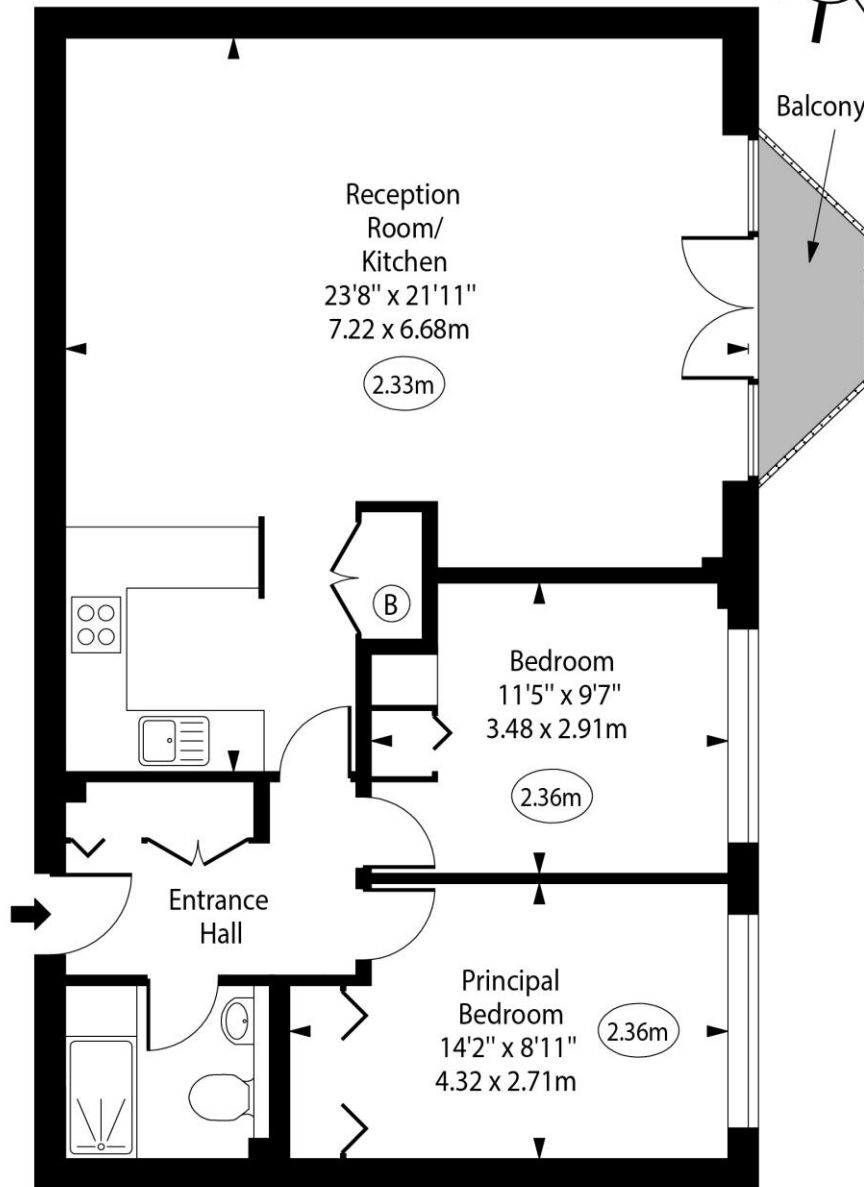 Balcony
Reception
Room/
Kitchen
23'8" x 21'11"
7.22 x 6.68m
2.33m
B
Bedroom
11'5" x 9'7"
3.48 x 2.91m
2.36m
Entrance
Hall
Principal
Bedroom
14'2" x 8'11"
4.32 x 2.71m
2.36m